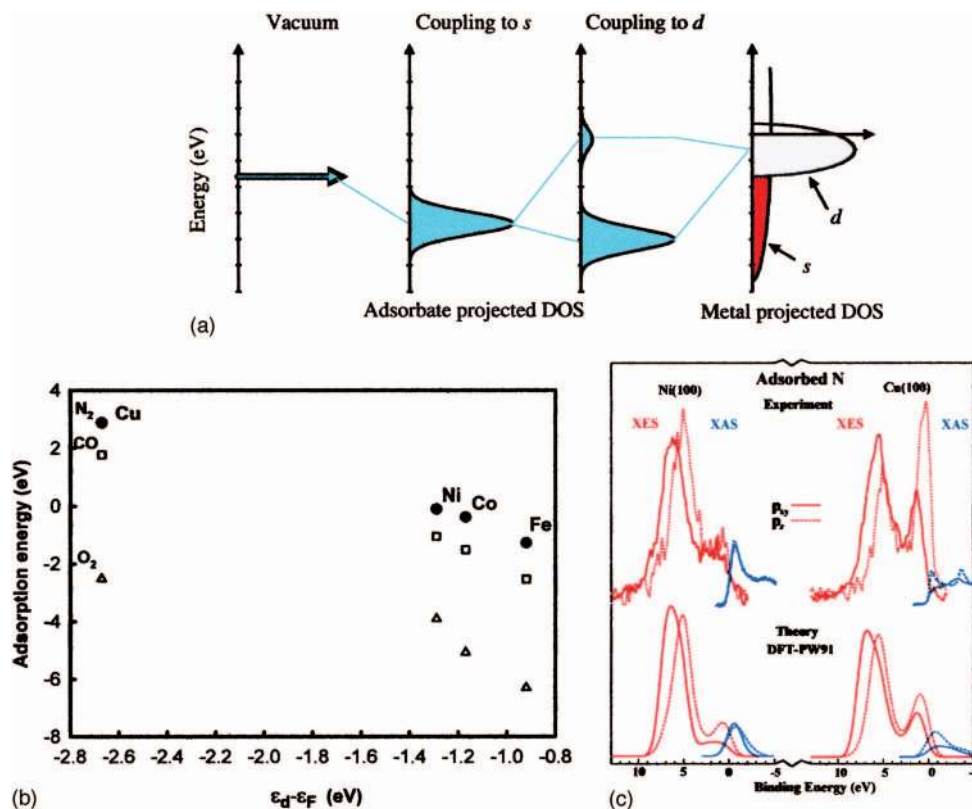 Vacuum
Coupling to s
Coupling to d
Energy (eV)
d
s
Adsorbate projected DOS
Metal projected DOS
(a)
4
2
0
-2
-4
-6
-8
Adsorption energy (eV)
N2
Cu
CO
O2
Ni
Co
Fe
-2.8 -2.6 -2.4 -2.2 -2.0 -1.8 -1.6 -1.4 -1.2 -1.0 -0.8
εd-εF (eV)
(b)
Adsorbed N
Ni(100)
Cu(100)
Experiment
XES
XAS
XES
XAS
Pxy
Pz
Theory
DFT-PW91
10 5 0 -5 10 5 0
Binding Energy (eV)
(c)